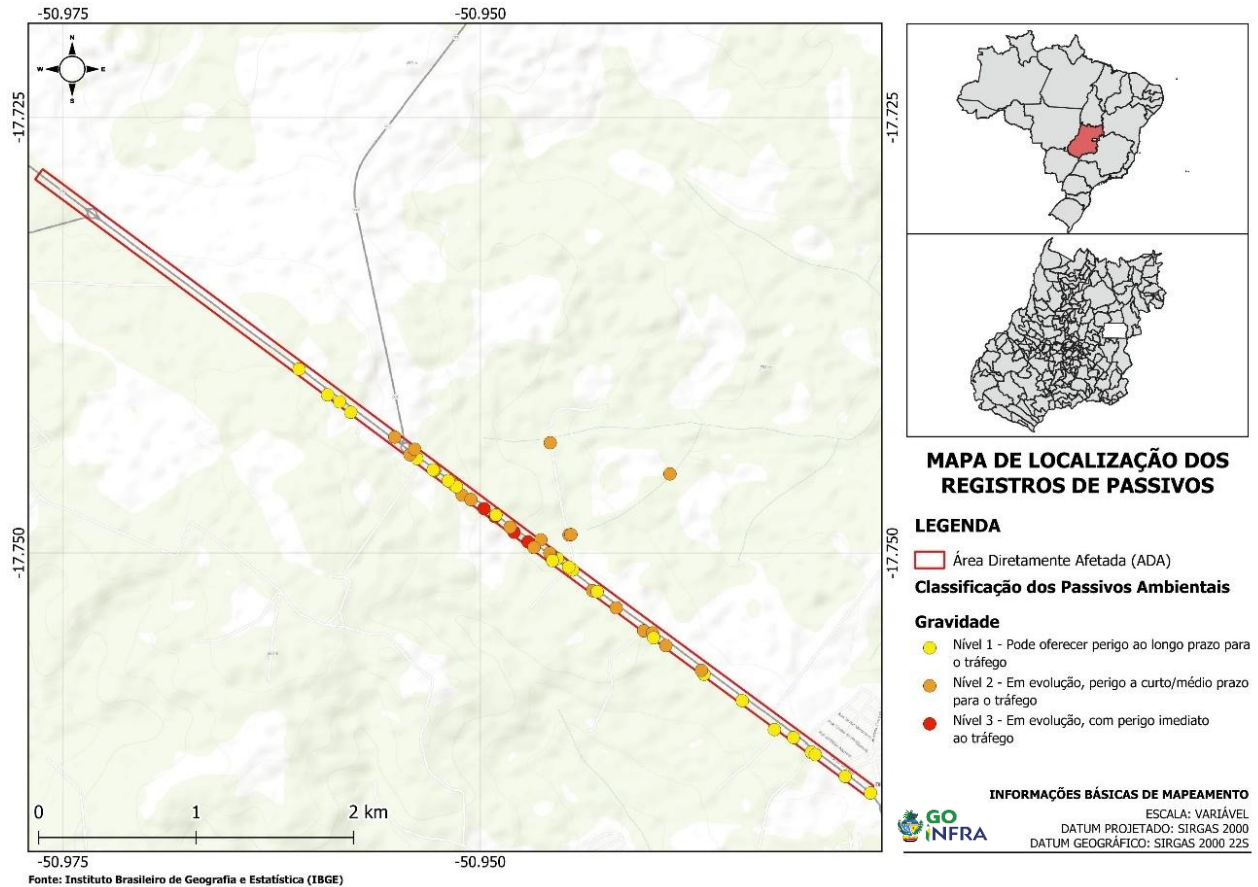 -50.975
-50.950
N
W
E
S
-17.725
-17.725
-17.750
-17.750
0
1
2 km
-50.975
-50.950
Fonte: Instituto Brasileiro de Geografia e Estatística (IBGE)
MAPA DE LOCALIZAÇÃO DOS
REGISTROS DE PASSIVOS
LEGENDA
Área Diretamente Afetada (ADA)
Classificação dos Passivos Ambientais
Gravidade
Nível 1 - Pode oferecer perigo ao longo prazo para
o tráfego
Nível 2 - Em evolução, perigo a curto/médio prazo
para o tráfego
Nível 3 - Em evolução, com perigo imediato
ao tráfego
INFORMAÇÕES BÁSICAS DE MAPEAMENTO
ESCALA: VARIÁVEL
DATUM PROJETADO: SIRGAS 2000
DATUM GEOGRÁFICO: SIRGAS 2000 22S
GO
INFRA